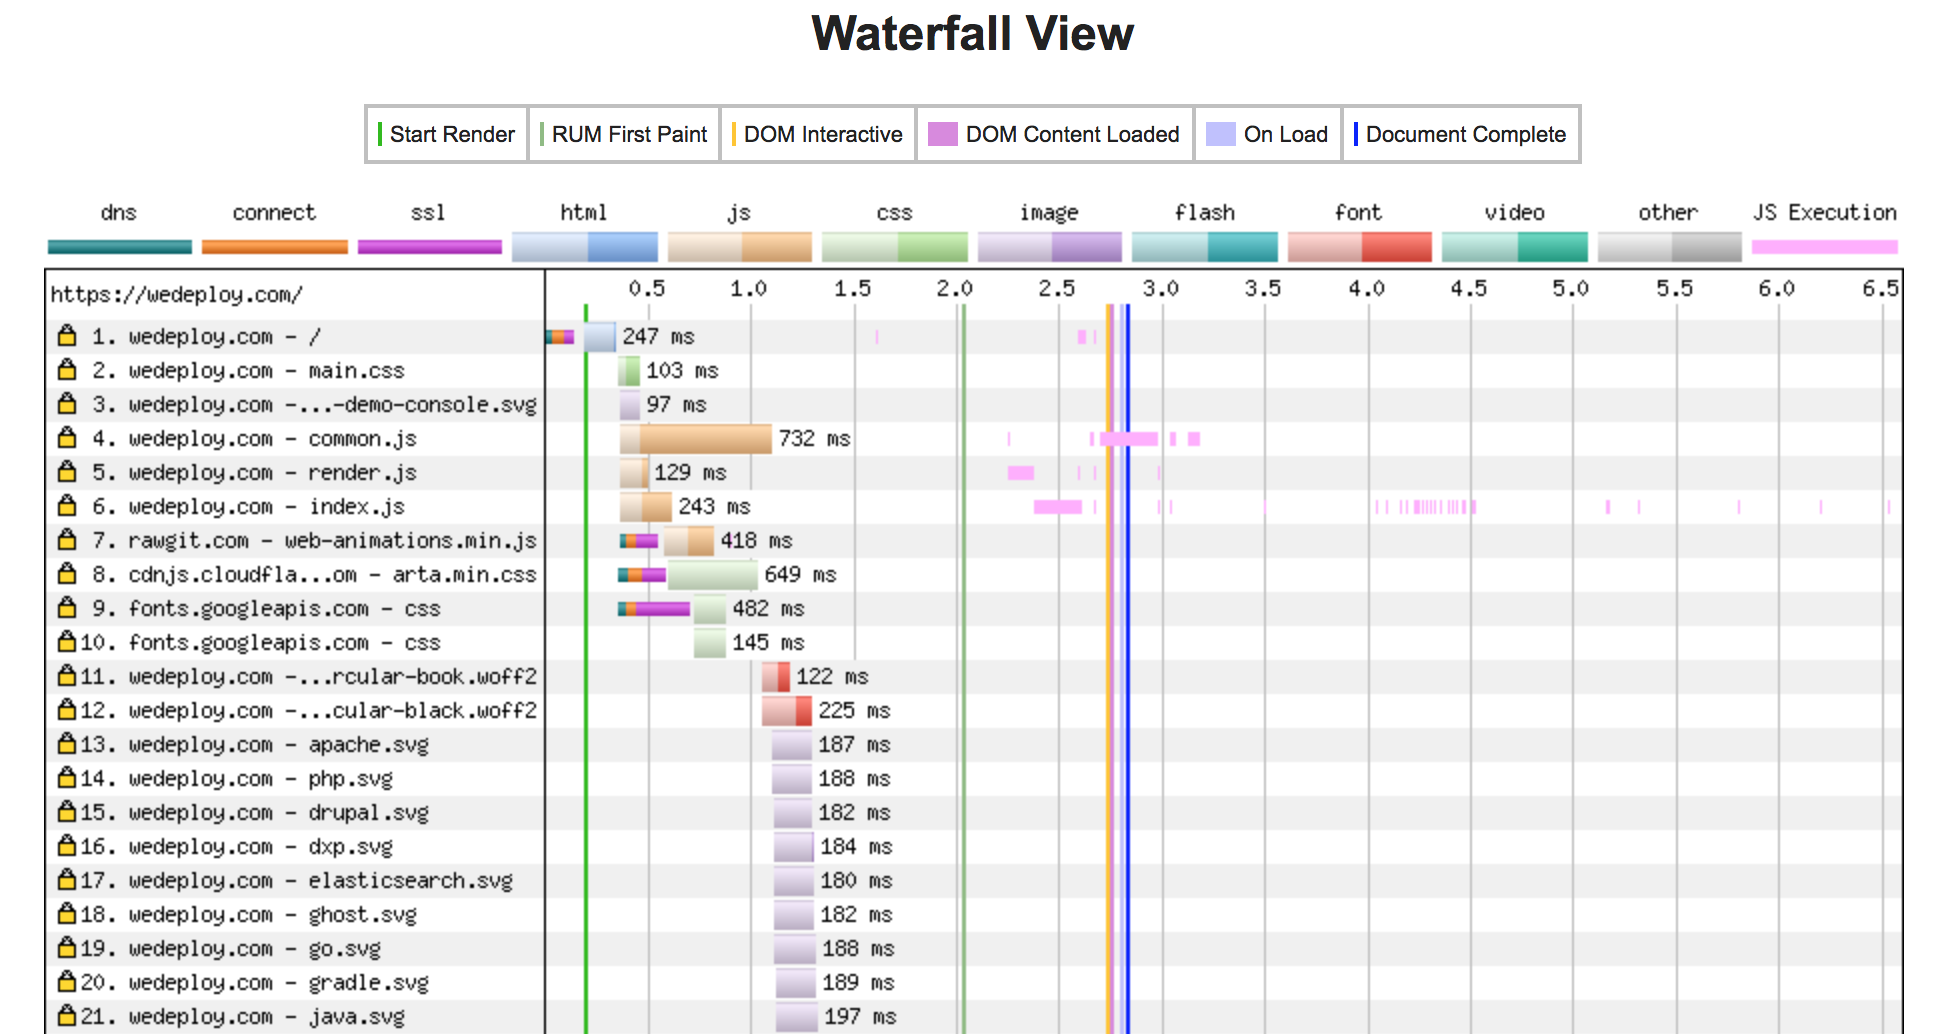 Waterfall View
Start Render RUM First Paint DOM Interactive DOM Content Loaded On Load Document Complete
dns connect ssl html js css image flash font video other JS Execution
https://wedeploy.com/ 0.5 1.0 1.5 2.0 2.5 3.0 3.5 4.0 4.5 5.0 5.5 6.0 6.5
1. wedeploy.com - / 247 ms
2. wedeploy.com - main.css 103 ms
3. wedeploy.com -...-demo-console.svg 97 ms
4. wedeploy.com - common.js 732 ms
5. wedeploy.com - render.js 129 ms
6. wedeploy.com - index.js 243 ms
7. rawgit.com - web-animations.min.js 418 ms
8. cdnjs.cloudfla...om - arta.min.css 649 ms
9. fonts.googleapis.com - css 482 ms
10. fonts.googleapis.com - css 145 ms
11. wedeploy.com -...rcular-book.woff2 122 ms
12. wedeploy.com -...cular-black.woff2 225 ms
13. wedeploy.com - apache.svg 187 ms
14. wedeploy.com - php.svg 188 ms
15. wedeploy.com - drupal.svg 182 ms
16. wedeploy.com - dxp.svg 184 ms
17. wedeploy.com - elasticsearch.svg 180 ms
18. wedeploy.com - ghost.svg 182 ms
19. wedeploy.com - go.svg 188 ms
20. wedeploy.com - gradle.svg 189 ms
21. wedeploy.com - java.svg 197 ms